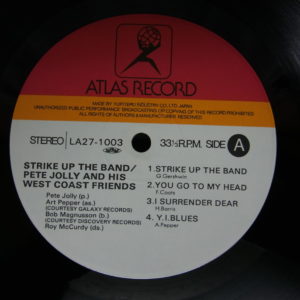 ATLAS RECORD
MADE BY YUPITERU INDUSTRY CO., LTD. JAPAN
UNAUTHORIZED PUBLIC PERFORMANCE BROADCASTING OR COPYING OF THIS RECORD PROHIBITED
ALL RIGHTS OF AUTHOR & MANUFACTURER RESERVED
STEREO LA27-1003 33⅓R.P.M. SIDE A
STRIKE UP THE BAND/
PETE JOLLY AND HIS
WEST COAST FRIENDS
Pete Jolly (p.)
Art Pepper (as.)
(COURTESY GALAXY RECORDS)
Bob Magnusson (b.)
(COURTESY DISCOVERY RECORDS)
Roy McCurdy (ds.)
1. STRIKE UP THE BAND
G. Gershwin
2. YOU GO TO MY HEAD
F. Coots
3. I SURRENDER DEAR
H. Barris
4. Y.I. BLUES
A. Pepper